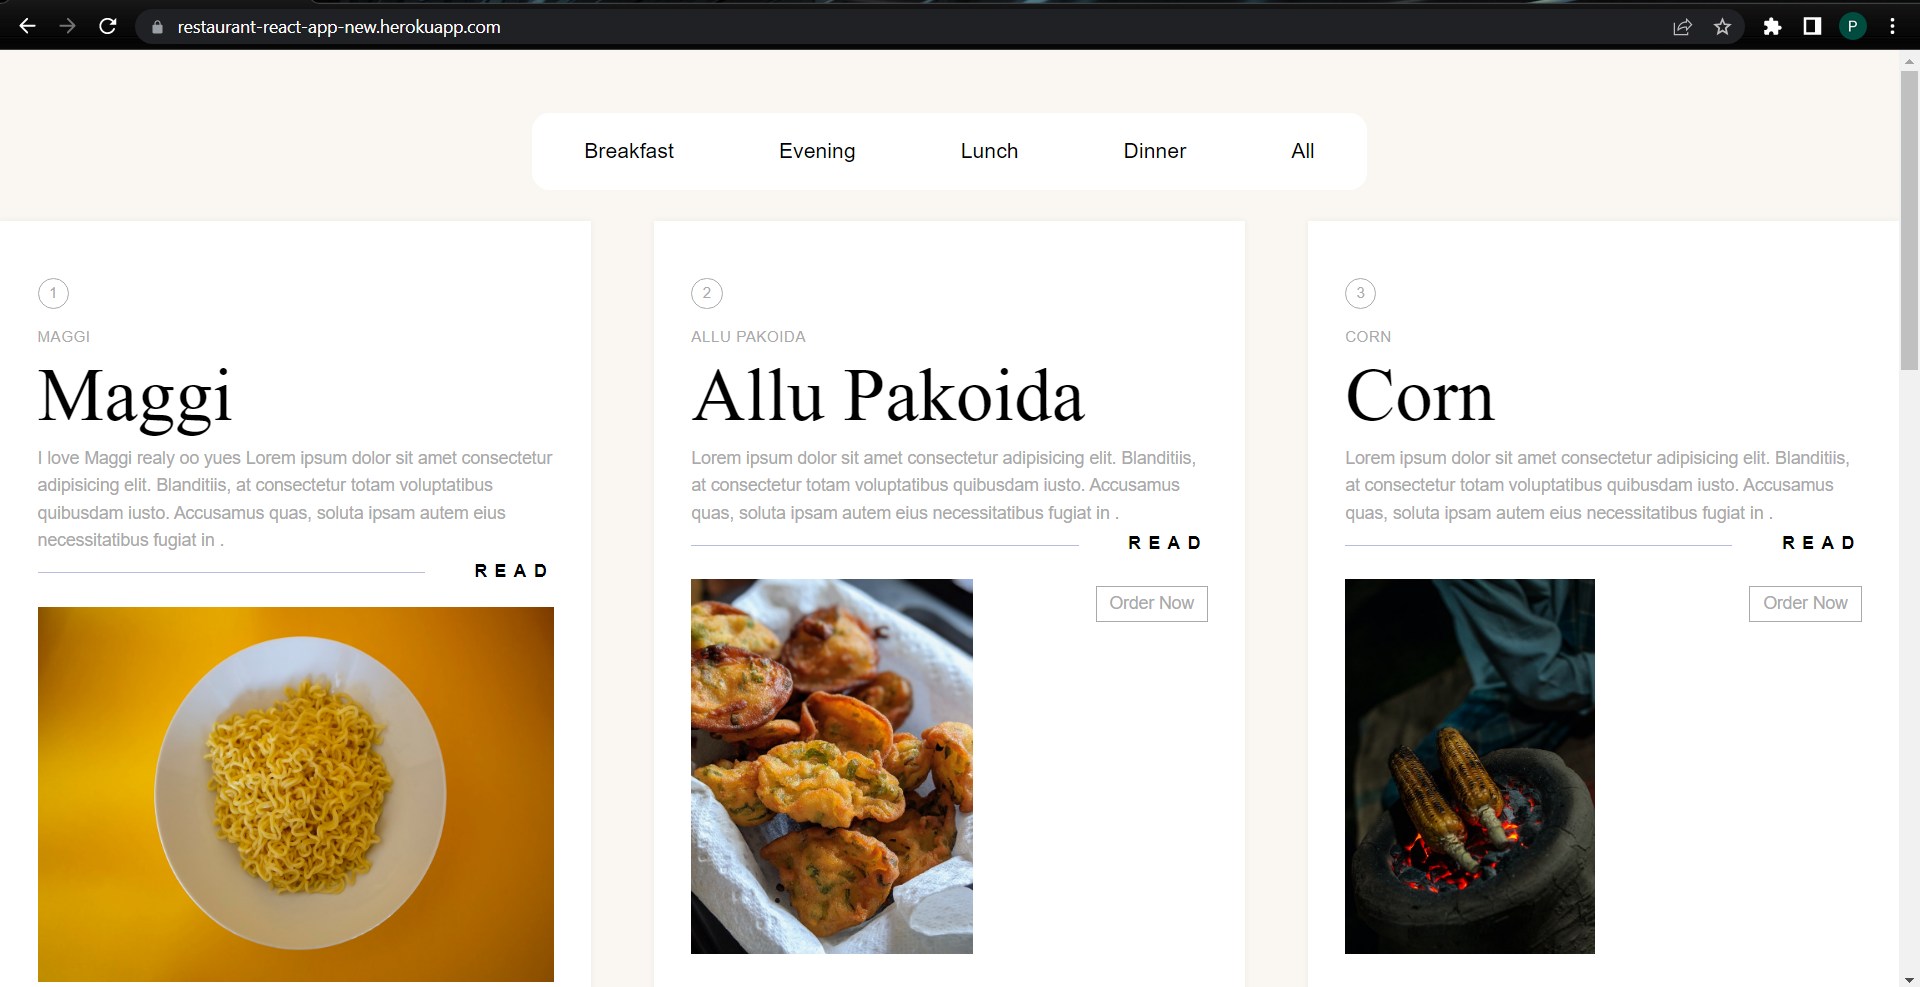 restaurant-react-app-new.herokuapp.com
P
Breakfast Evening Lunch Dinner All
1
MAGGI
Maggi
I love Maggi realy oo yues Lorem ipsum dolor sit amet consectetur
adipisicing elit. Blanditiis, at consectetur totam voluptatibus
quibusdam iusto. Accusamus quas, soluta ipsam autem eius
necessitatibus fugiat in .
READ
2
ALLU PAKOIDA
Allu Pakoida
Lorem ipsum dolor sit amet consectetur adipisicing elit. Blanditiis,
at consectetur totam voluptatibus quibusdam iusto. Accusamus
quas, soluta ipsam autem eius necessitatibus fugiat in .
READ
Order Now
3
CORN
Corn
Lorem ipsum dolor sit amet consectetur adipisicing elit. Blanditiis,
at consectetur totam voluptatibus quibusdam iusto. Accusamus
quas, soluta ipsam autem eius necessitatibus fugiat in .
READ
Order Now